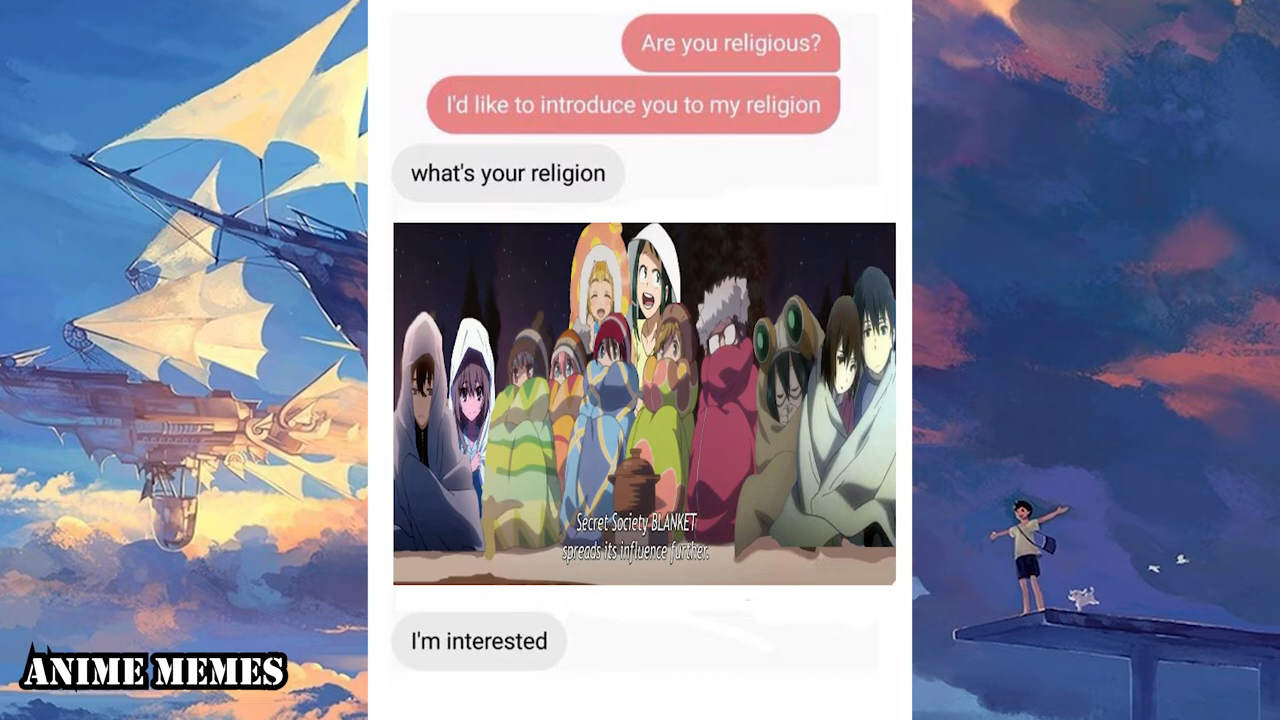 Are you religious?
I'd like to introduce you to my religion
what's your religion
Secret Society BLANKET
spreads its influence further.
I'm interested
ANIME MEMES